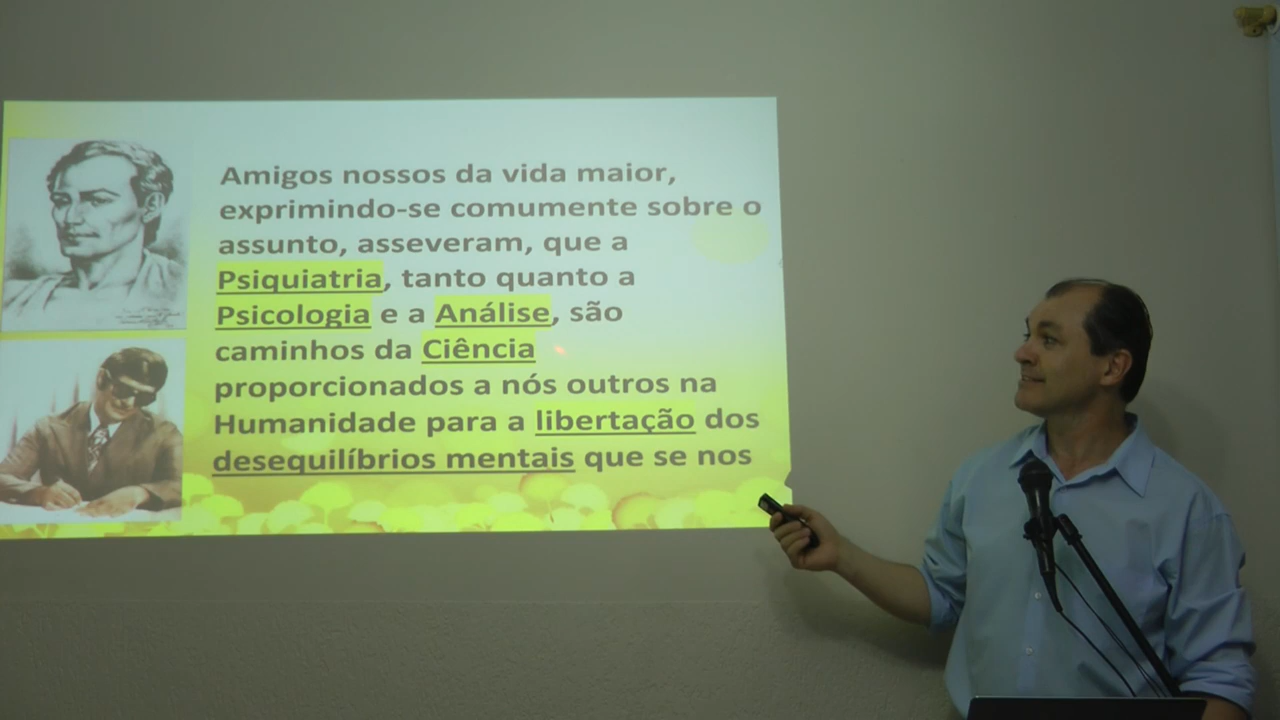 Amigos nossos da vida maior,
exprimindo-se comumente sobre o
assunto, asseveram, que a
Psiquiatria, tanto quanto a
Psicologia e a Análise, são
caminhos da Ciência
proporcionados a nós outros na
Humanidade para a libertação dos
desequilíbrios mentais que se nos